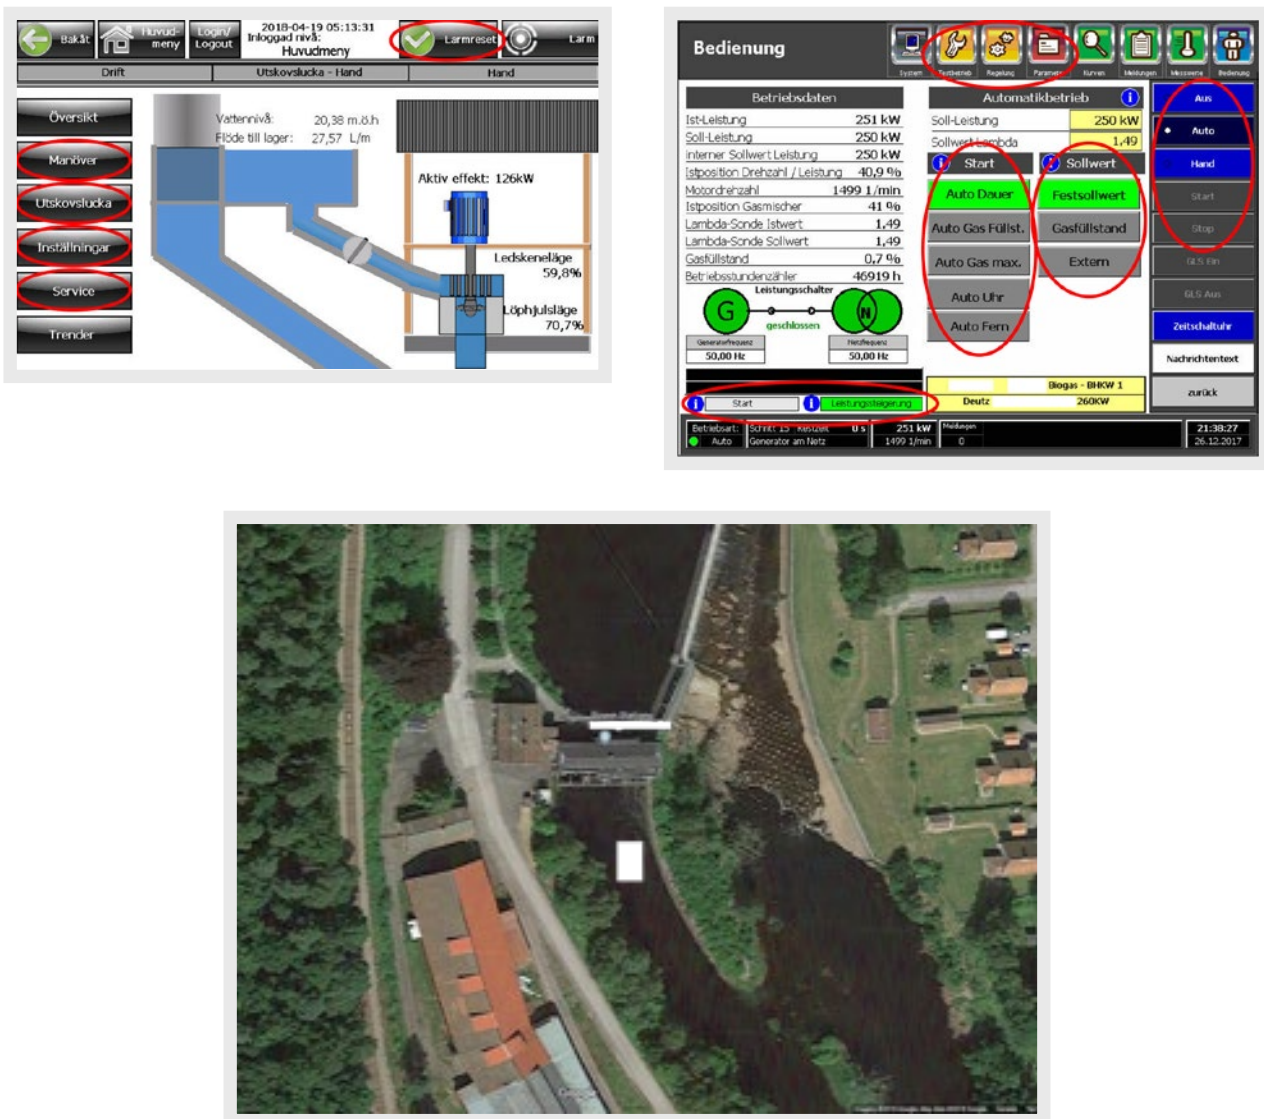 Bakåt
Huvud-
meny
Login/
Logout
2018-04-19 05:13:31
Inloggad nivå:
Huvudmeny
Larmreset
Larm
Drift
Utskovslucka - Hand
Hand
Översikt
Manöver
Utskovslucka
Inställningar
Service
Trender
Vattennivå: 20,38 m.ö.h
Flöde till lager: 27,57 L/m
Aktiv effekt: 126kW
Ledskeneläge
59,8%
Löphjulsläge
70,7%
Bedienung
System
Testbetrieb
Regelung
Parameter
Kurven
Meldungen
Messwerte
Bedienung
Betriebsdaten
Ist-Leistung 251 kW
Soll-Leistung 250 kW
Interner Sollwert Leistung 250 kW
Istposition Drehzahl / Leistung 40,9 %
Motordrehzahl 1499 1/min
Istposition Gasmischer 41 %
Lambda-Sonde Istwert 1,49
Lambda-Sonde Sollwert 1,49
Gasfüllstand 0,7 %
Betriebsstundenzähler 46919 h
Leistungsschalter
G
N
geschlossen
Generatorfrequenz
50,00 Hz
Netzfrequenz
50,00 Hz
i Start
i Leistungssteigerung
Automatikbetrieb i
Soll-Leistung 250 kW
Sollwert Lambda 1,49
i Start
Auto Dauer
Auto Gas Füllst.
Auto Gas max.
Auto Uhr
Auto Fern
i Sollwert
Festsollwert
Gasfüllstand
Extern
Biogas - BHKW 1
Deutz 260KW
Aus
Auto
Hand
Start
Stop
GLS Ein
GLS Aus
Zeitschaltuhr
Nachrichtentext
zurück
Betriebsart:
Auto
Schritt 15 Restzeit 0 s
Generator am Netz
251 kW
1499 1/min
Meldungen
0
21:38:27
26.12.2017
Google